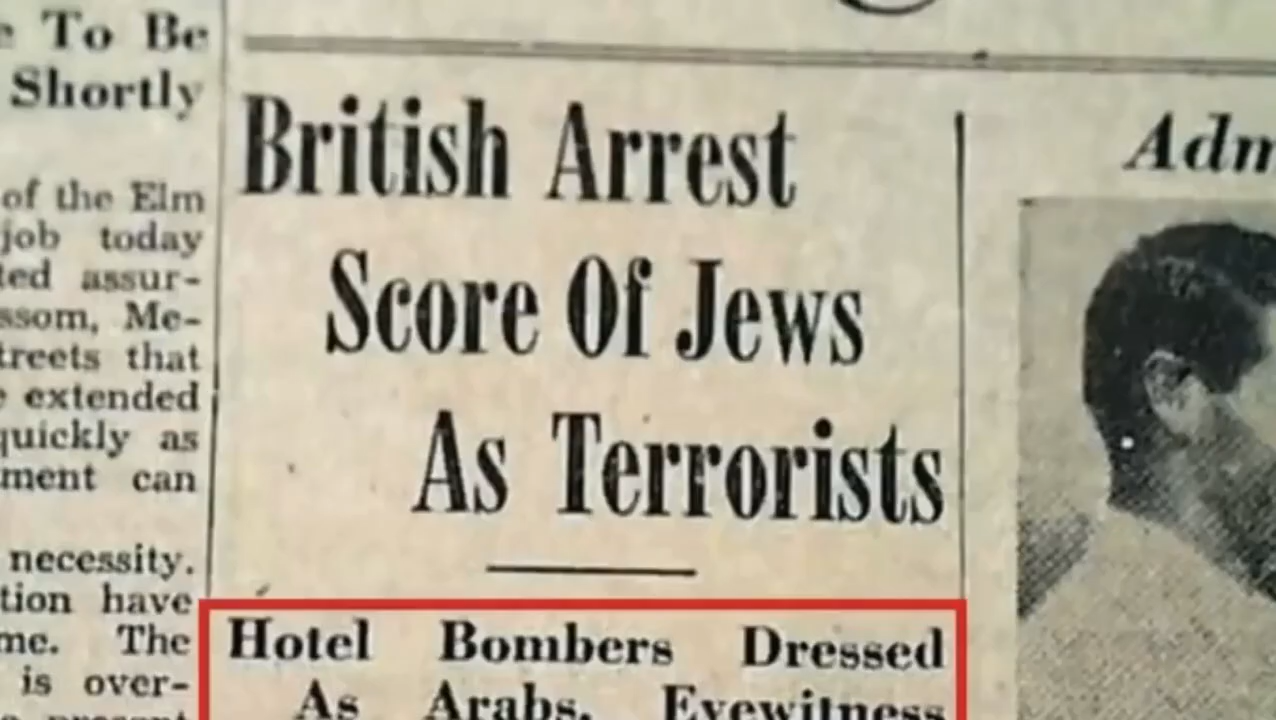 e To Be
Shortly
of the Elm
job today
ted assur-
ssom, Me-
treets that
e extended
quickly as
ment can
necessity.
tion have
me. The
is over-
British Arrest
Score Of Jews
As Terrorists
Hotel Bombers Dressed
As Arabs, Eyewitness
Adm